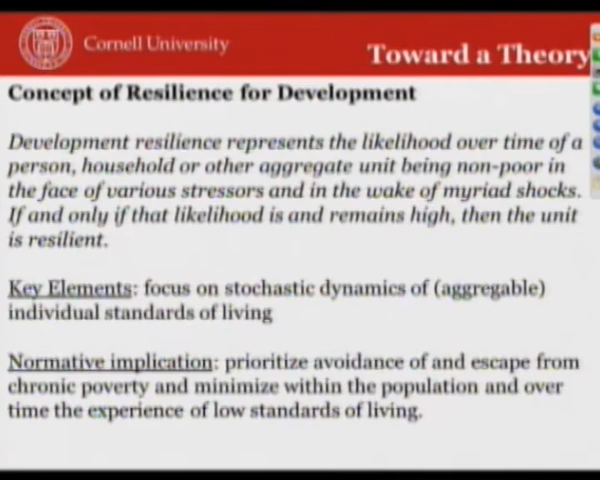 Cornell University
Toward a Theory
Concept of Resilience for Development
Development resilience represents the likelihood over time of a
person, household or other aggregate unit being non-poor in
the face of various stressors and in the wake of myriad shocks.
If and only if that likelihood is and remains high, then the unit
is resilient.
Key Elements: focus on stochastic dynamics of (aggregable)
individual standards of living
Normative implication: prioritize avoidance of and escape from
chronic poverty and minimize within the population and over
time the experience of low standards of living.